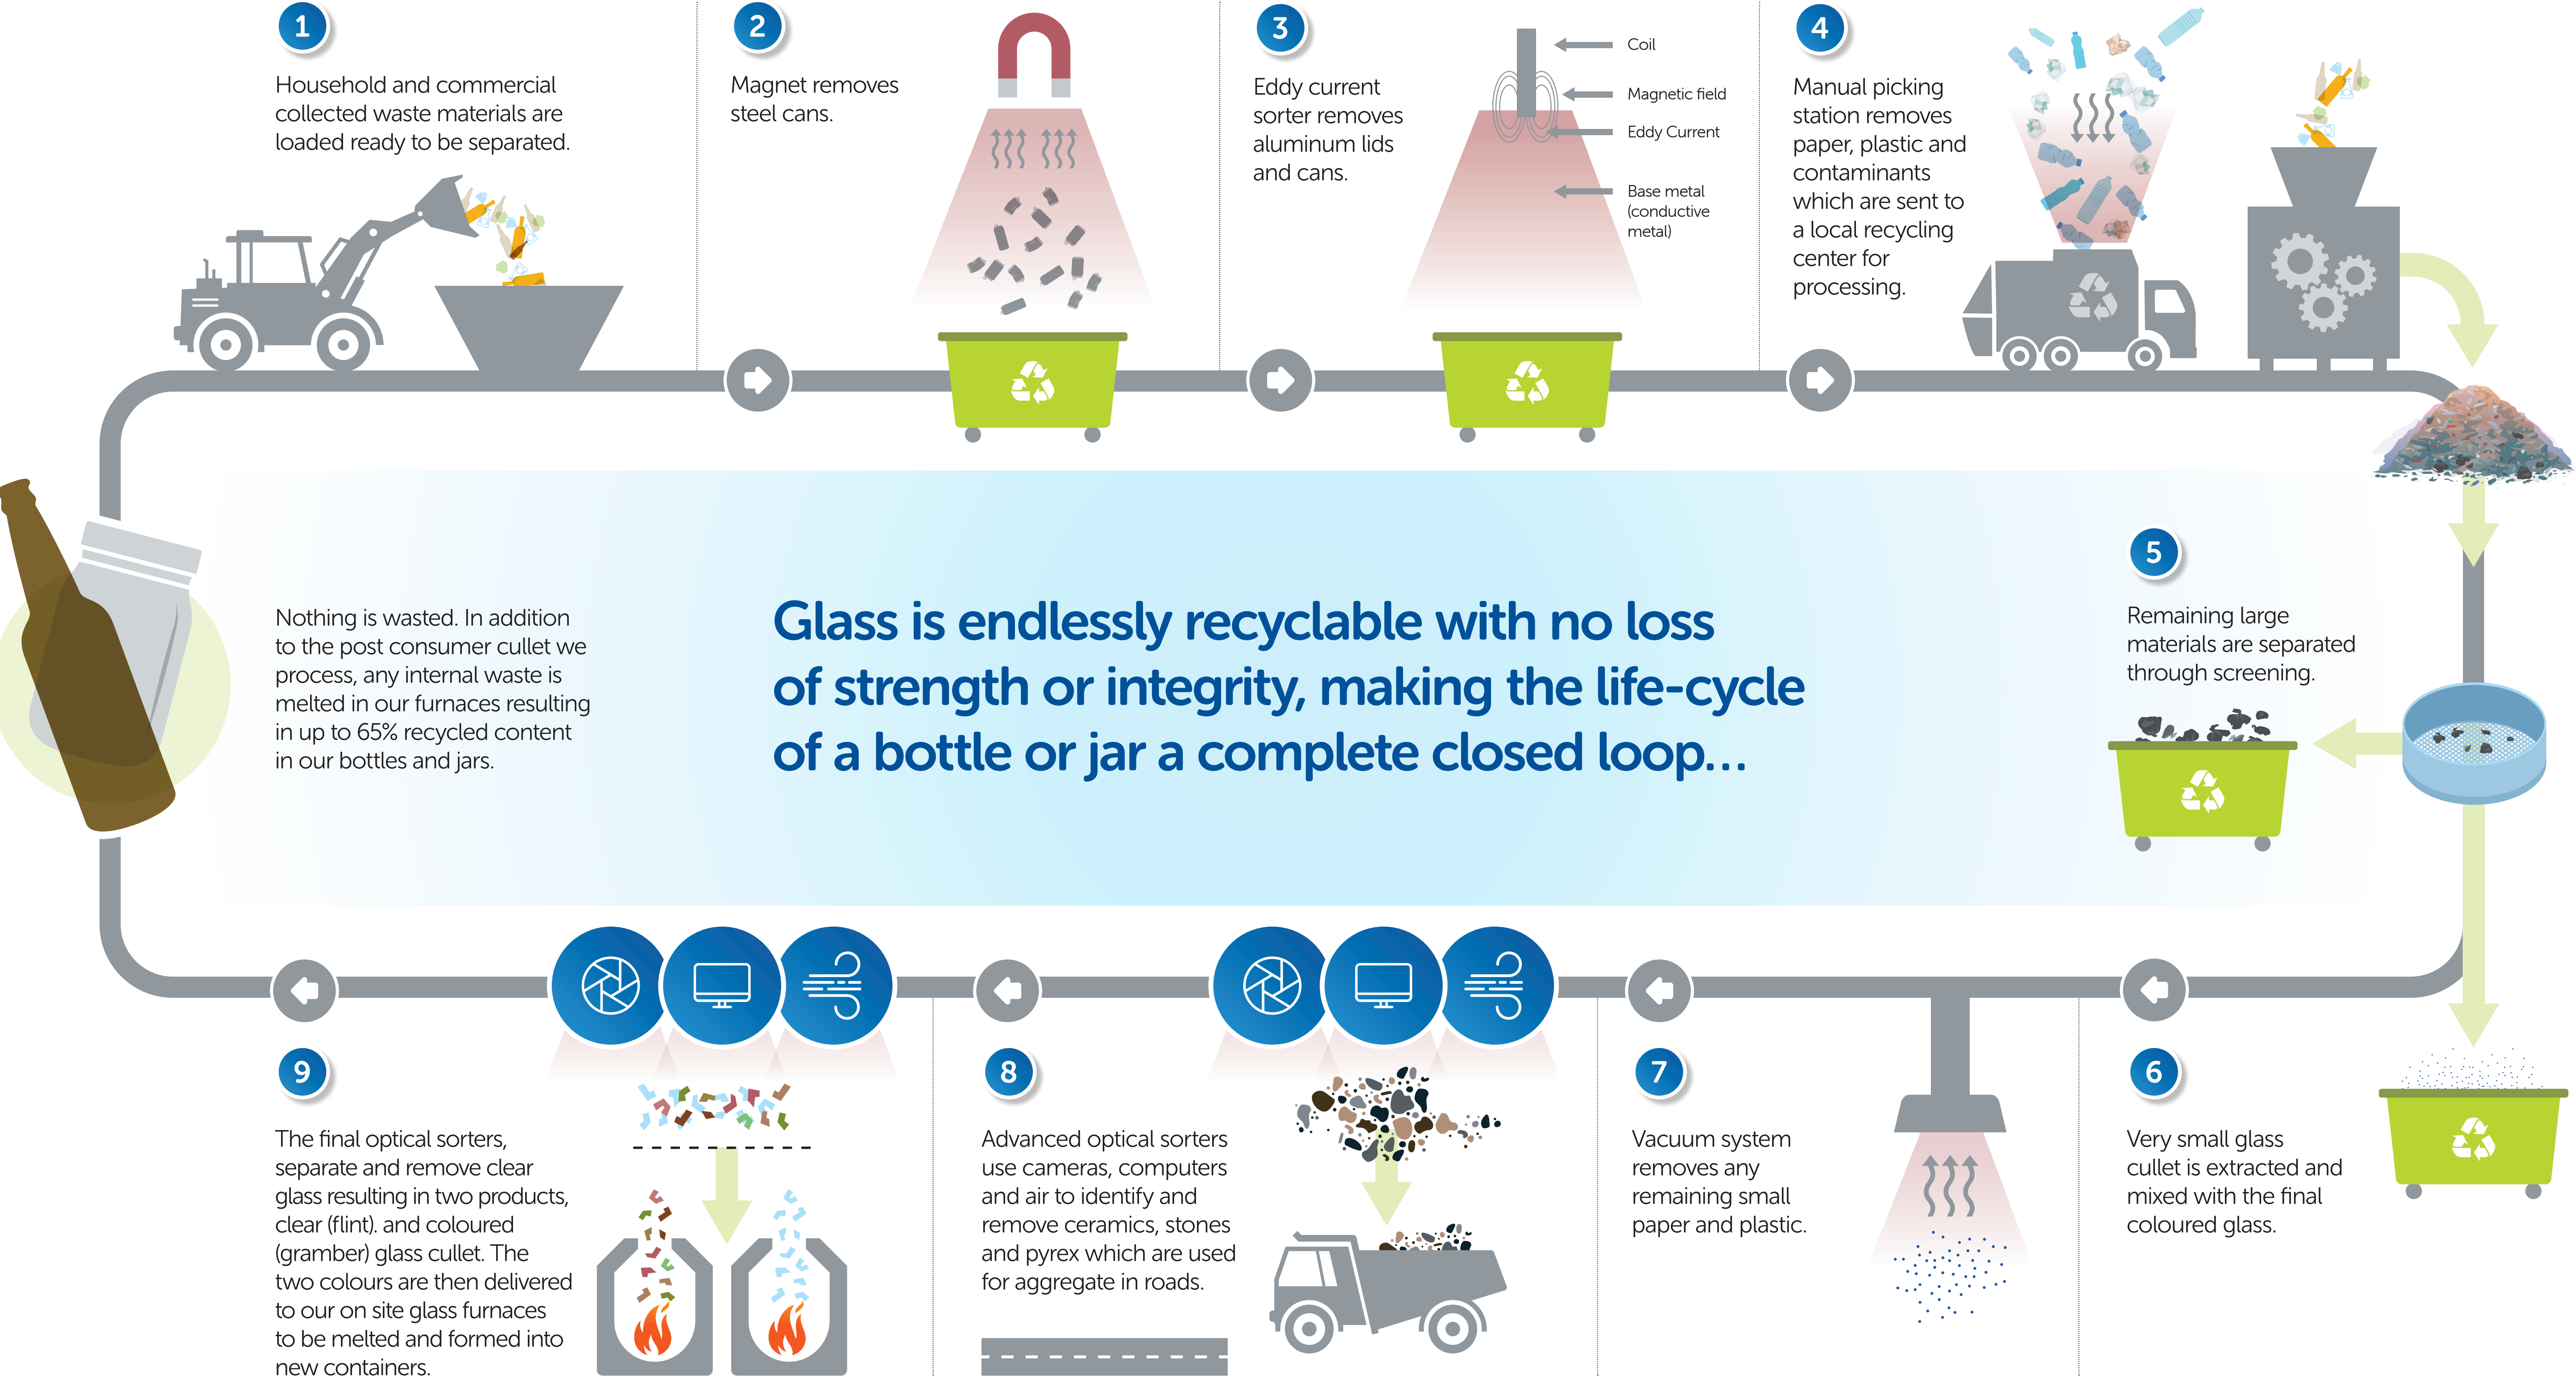 1
Household and commercial
collected waste materials are
loaded ready to be separated.
2
Magnet removes
steel cans.
3
Eddy current
sorter removes
aluminum lids
and cans.
Coil
Magnetic field
Eddy Current
Base metal
(conductive
metal)
4
Manual picking
station removes
paper, plastic and
contaminants
which are sent to
a local recycling
center for
processing.
Nothing is wasted. In addition
to the post consumer cullet we
process, any internal waste is
melted in our furnaces resulting
in up to 65% recycled content
in our bottles and jars.
Glass is endlessly recyclable with no loss
of strength or integrity, making the life-cycle
of a bottle or jar a complete closed loop...
5
Remaining large
materials are separated
through screening.
9
The final optical sorters,
separate and remove clear
glass resulting in two products,
clear (flint). and coloured
(gramber) glass cullet. The
two colours are then delivered
to our on site glass furnaces
to be melted and formed into
new containers.
8
Advanced optical sorters
use cameras, computers
and air to identify and
remove ceramics, stones
and pyrex which are used
for aggregate in roads.
7
Vacuum system
removes any
remaining small
paper and plastic.
6
Very small glass
cullet is extracted and
mixed with the final
coloured glass.